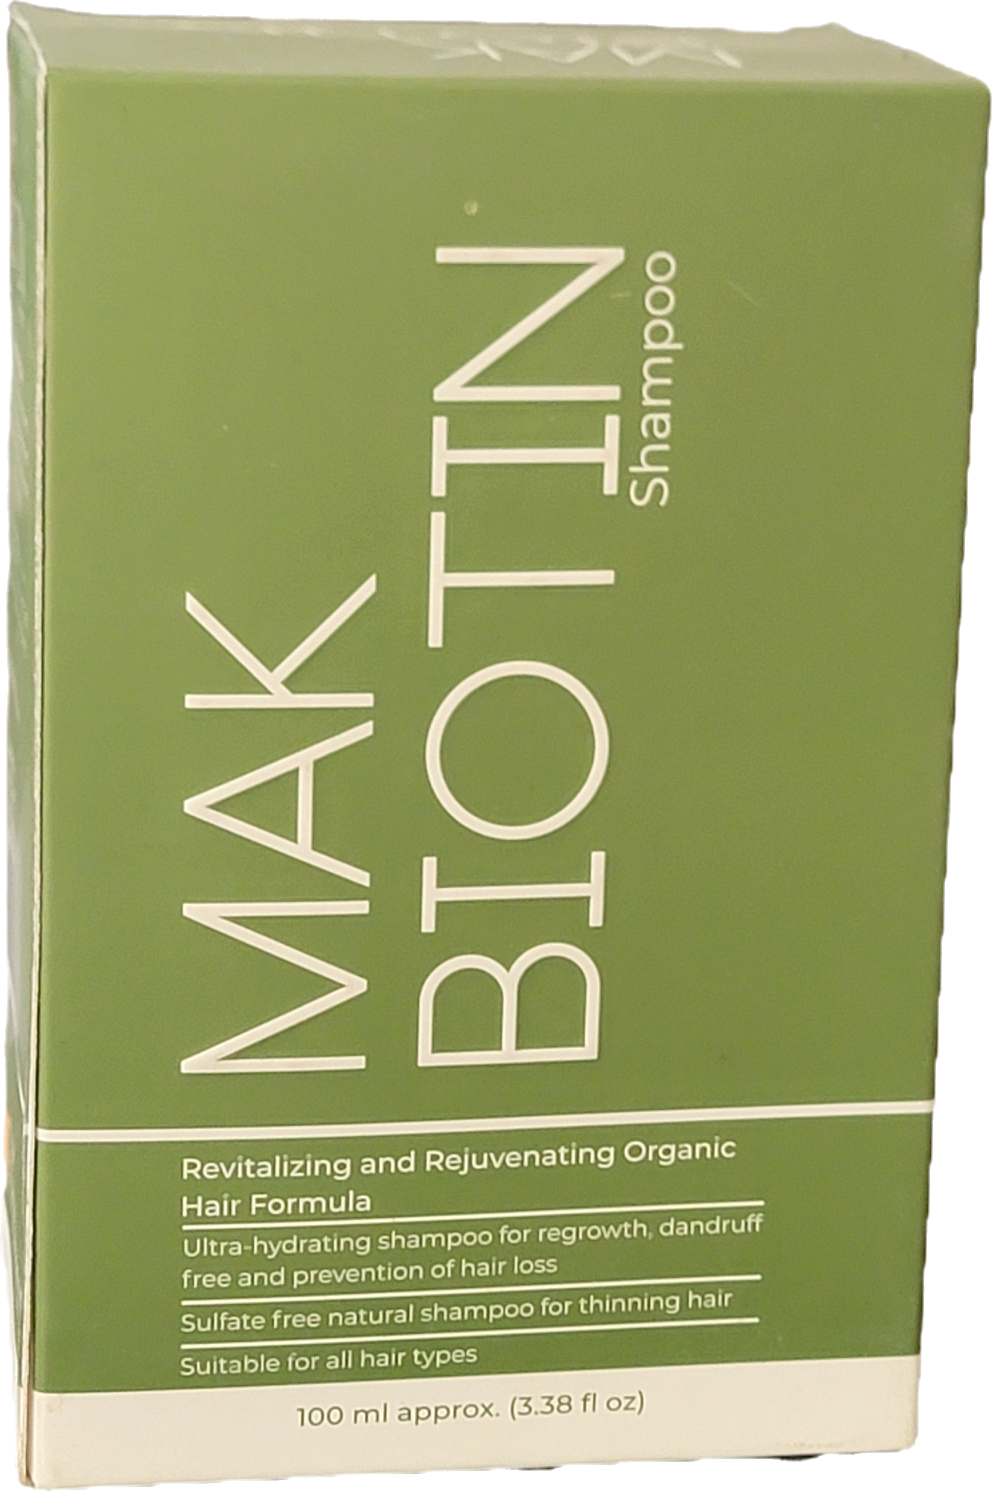 MAK
BIOTIN
Shampoo
Revitalizing and Rejuvenating Organic
Hair Formula
Ultra-hydrating shampoo for regrowth, dandruff
free and prevention of hair loss
Sulfate free natural shampoo for thinning hair
Suitable for all hair types
100 ml approx. (3.38 fl oz)